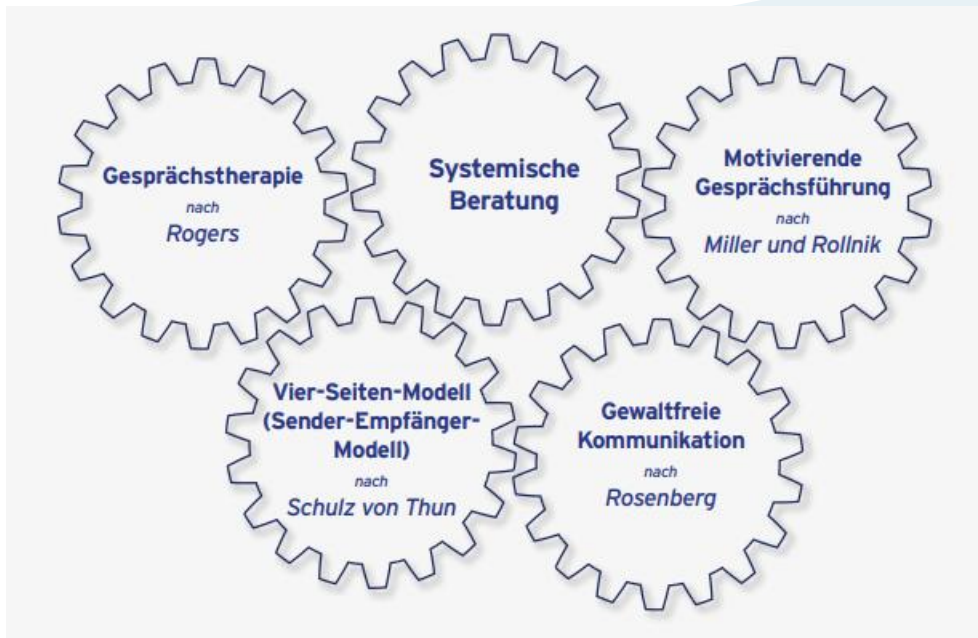 Gesprächstherapie
nach
Rogers
Systemische
Beratung
Motivierende
Gesprächsführung
nach
Miller und Rollnik
Vier-Seiten-Modell
(Sender-Empfänger-
Modell)
nach
Schulz von Thun
Gewaltfreie
Kommunikation
nach
Rosenberg